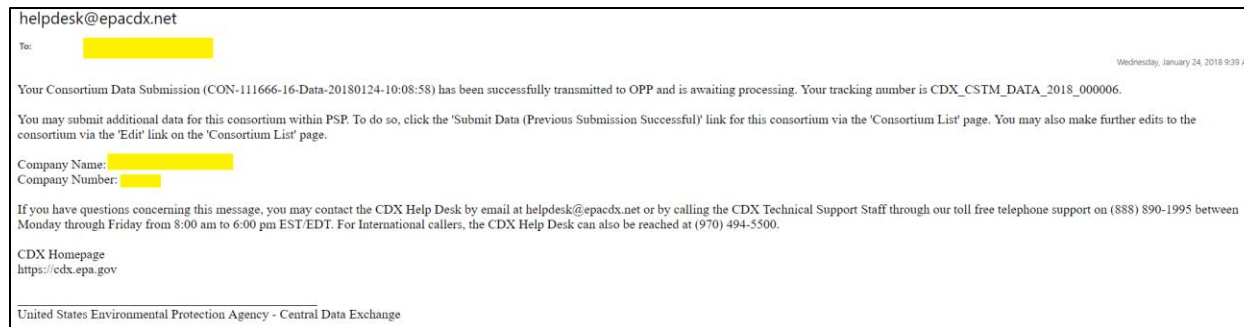 helpdesk@epacdx.net
To:
Wednesday, January 24, 2018 9:39
Your Consortium Data Submission (CON-111666-16-Data-20180124-10:08:58) has been successfully transmitted to OPP and is awaiting processing. Your tracking number is CDX_CSTM_DATA_2018_000006.
You may submit additional data for this consortium within PSP. To do so, click the 'Submit Data (Previous Submission Successful)' link for this consortium via the 'Consortium List' page. You may also make further edits to the
consortium via the 'Edit' link on the 'Consortium List' page.
Company Name:
Company Number:
If you have questions concerning this message, you may contact the CDX Help Desk by email at helpdesk@epacdx.net or by calling the CDX Technical Support Staff through our toll free telephone support on (888) 890-1995 between
Monday through Friday from 8:00 am to 6:00 pm EST/EDT. For International callers, the CDX Help Desk can also be reached at (970) 494-5500.
CDX Homepage
https://cdx.epa.gov
United States Environmental Protection Agency - Central Data Exchange